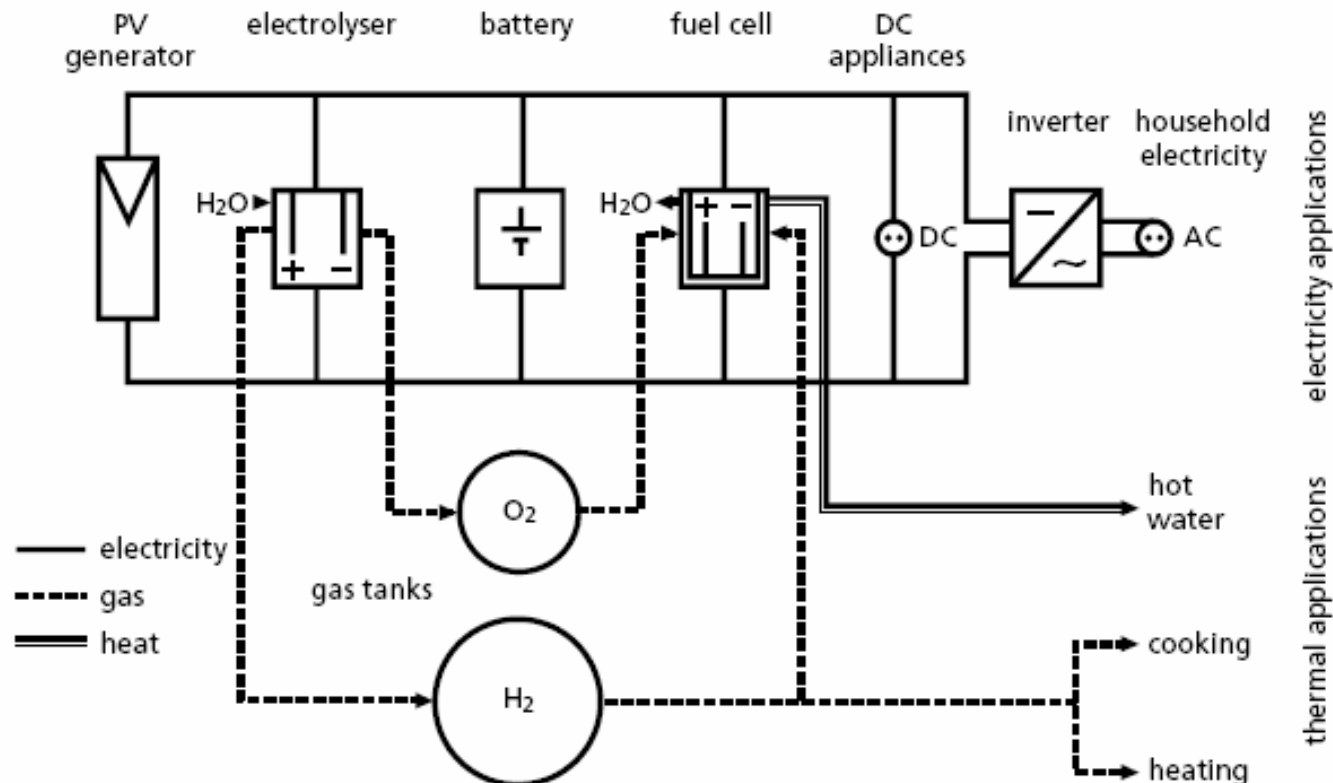 PV
generator
electrolyser
battery
fuel cell
DC
appliances
inverter
household
electricity
H2O
+ −
H2O
+ −
DC
−
~
AC
electricity applications
O2
hot
water
electricity
gas
heat
gas tanks
H2
cooking
heating
thermal applications